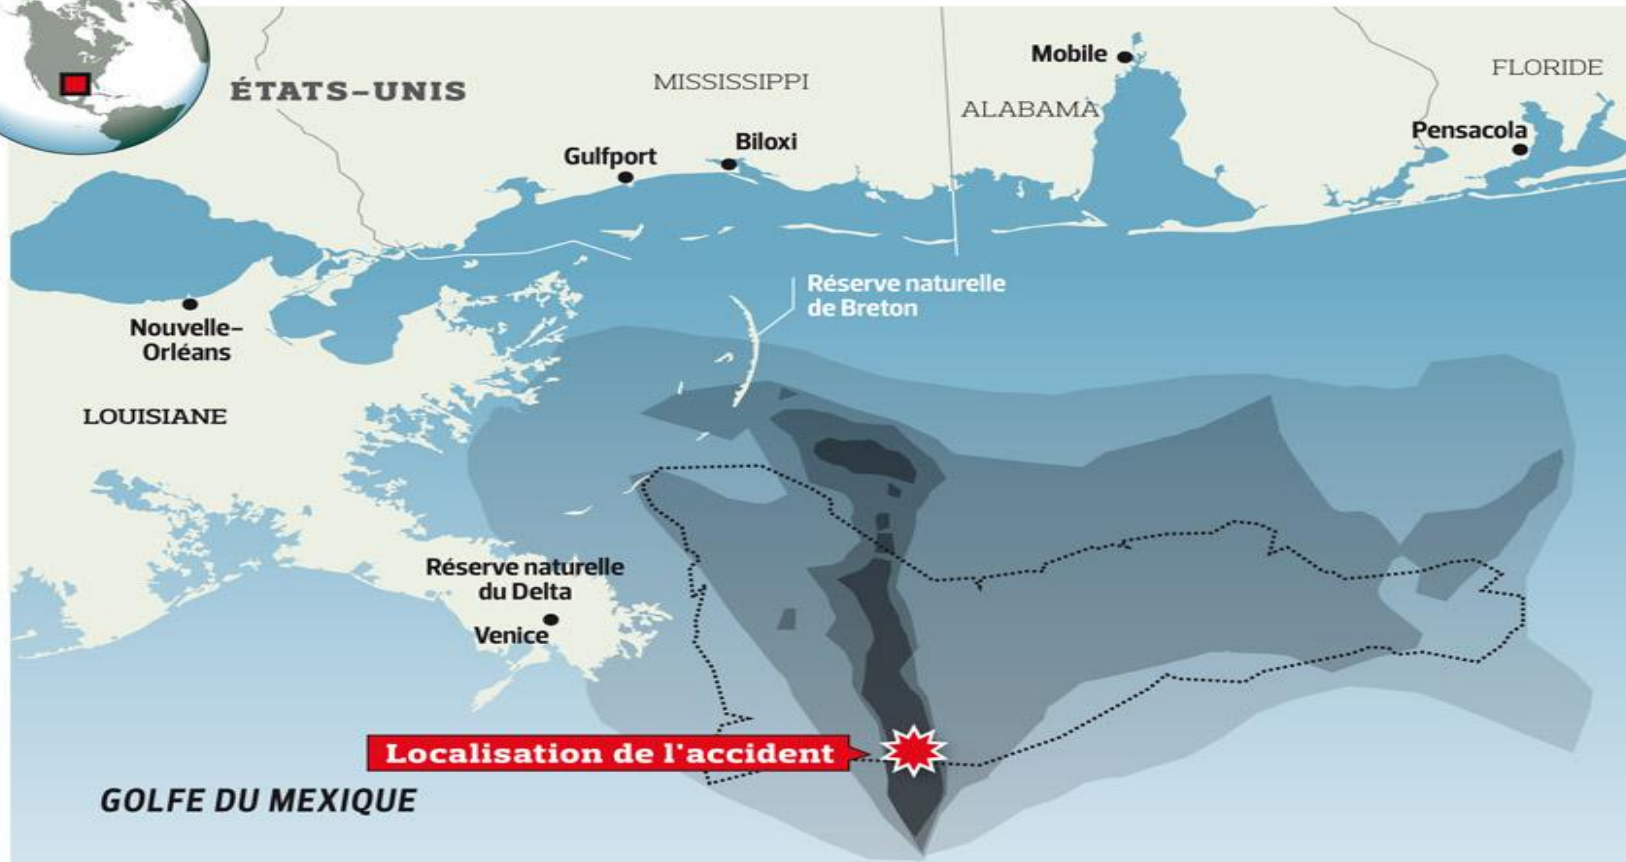 ÉTATS-UNIS
MISSISSIPPI
Mobile
ALABAMA
FLORIDE
Pensacola
Gulfport
Biloxi
Nouvelle-
Orléans
Réserve naturelle
de Breton
LOUISIANE
Réserve naturelle
du Delta
Venice
Localisation de l'accident
GOLFE DU MEXIQUE